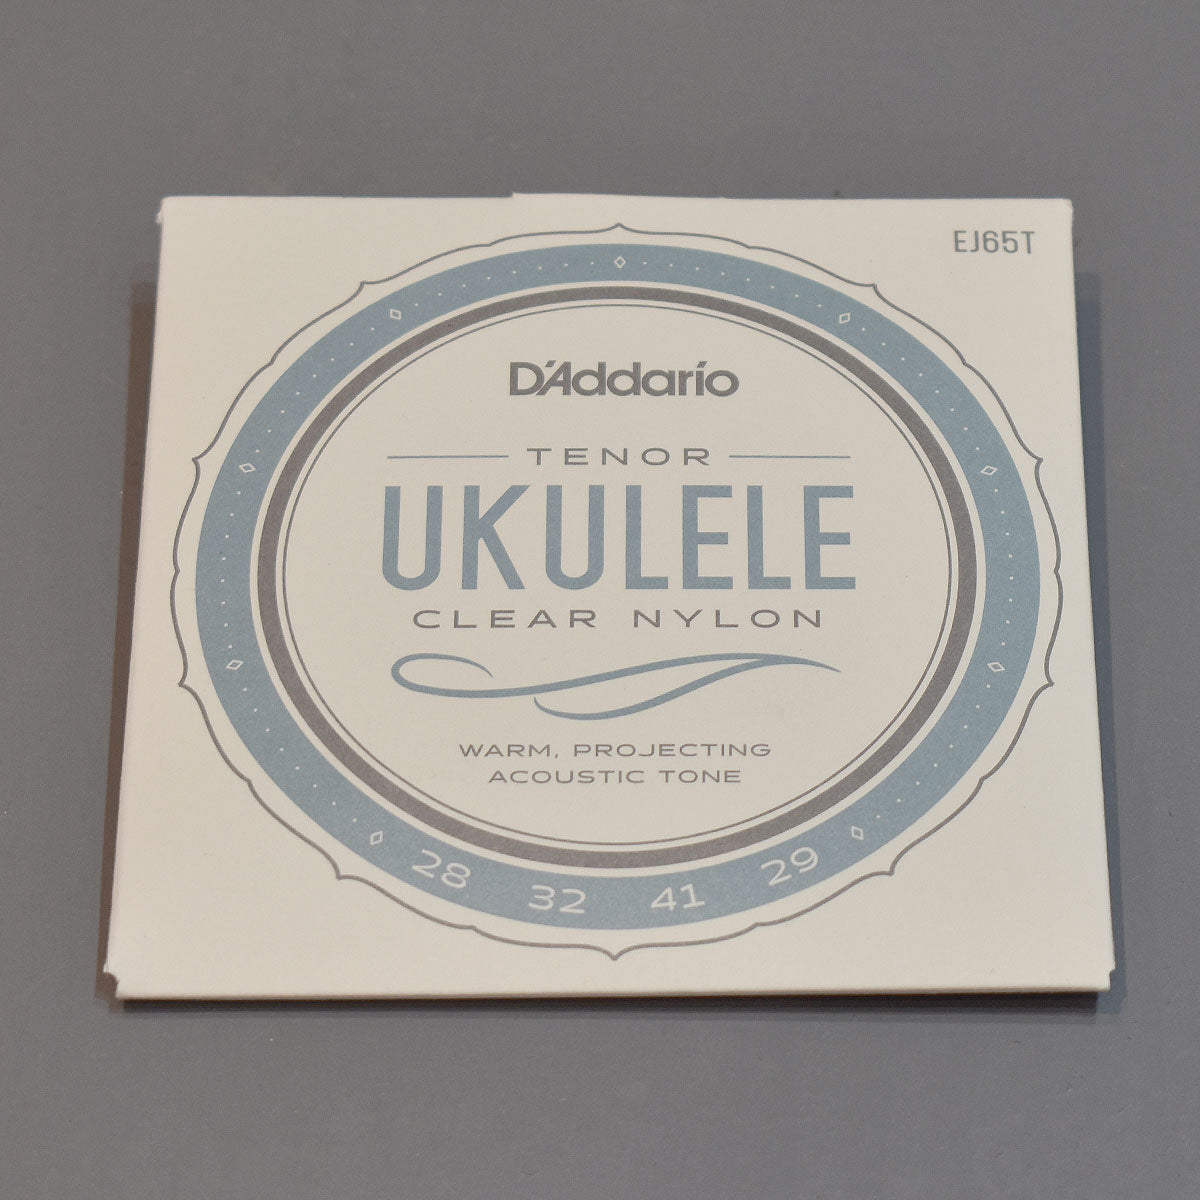 EJ65T
D'Addario
TENOR
UKULELE
CLEAR NYLON
WARM, PROJECTING
ACOUSTIC TONE
28 32 41 29